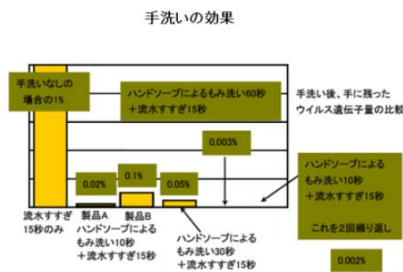 手洗いの効果
手洗いなしの
場合の1%
ハンドソープによるもみ洗い60秒
＋流水すすぎ15秒
手洗い後、手に残った
ウイルス遺伝子量の比較
0.003%
0.02%
0.1%
0.05%
ハンドソープによる
もみ洗い10秒
＋流水すすぎ15秒
これを2回繰り返し
0.002%
流水すすぎ
15秒のみ
製品A
製品B
ハンドソープによる
もみ洗い10秒
＋流水すすぎ15秒
ハンドソープによる
もみ洗い30秒
＋流水すすぎ15秒